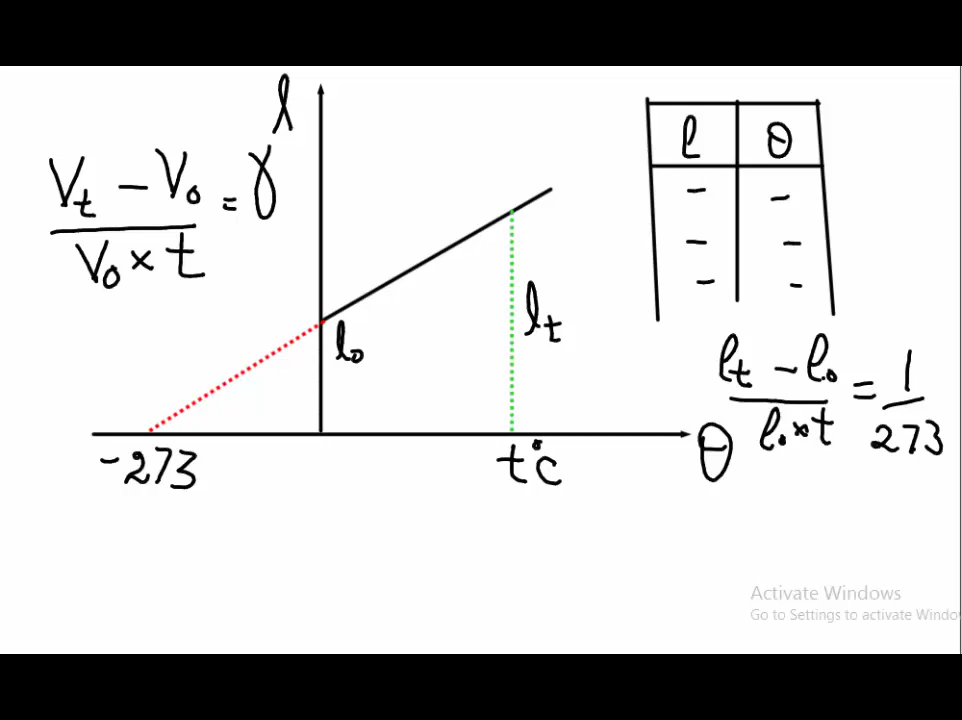 l
Vt - V0 / V0 × t = γ
l θ
- -
- -
- -
l0
lt
lt - l0 / l0 × t = 1 / 273
-273
t°C
θ
Activate Windows
Go to Settings to activate Windo